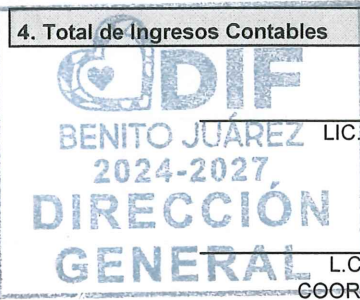 4. Total de Ingresos Contables
DIF
BENITO JUÁREZ
LIC.
2024-2027
DIRECCIÓN
GENERAL
L.C
COOR